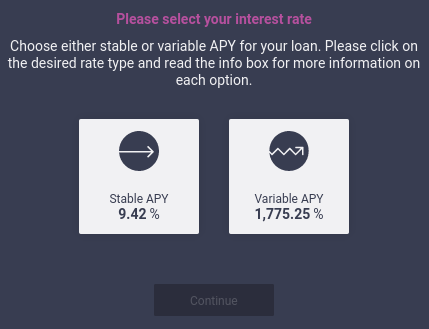 Please select your interest rate
Choose either stable or variable APY for your loan. Please click on
the desired rate type and read the info box for more information on
each option.
Stable APY
9.42 %
Variable APY
1,775.25 %
Continue